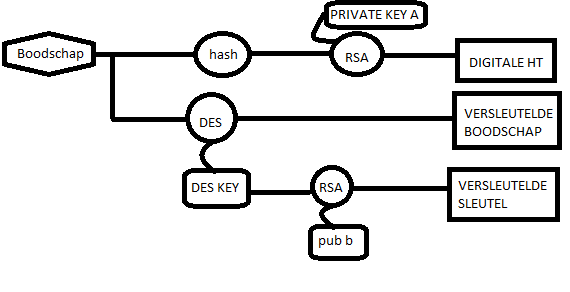 PRIVATE KEY A
Boodschap
hash
RSA
DIGITALE HT
DES
VERSLEUTELDE
BOODSCHAP
DES KEY
RSA
VERSLEUTELDE
SLEUTEL
pub b